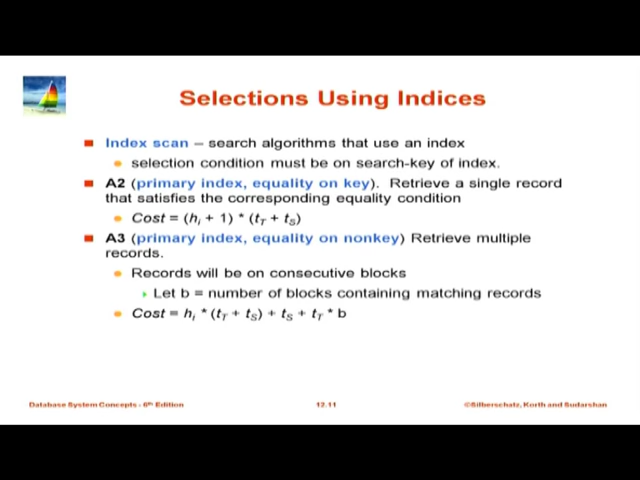 Selections Using Indices
Index scan – search algorithms that use an index
selection condition must be on search-key of index.
A2 (primary index, equality on key). Retrieve a single record
that satisfies the corresponding equality condition
Cost = (hi + 1) * (tT + tS)
A3 (primary index, equality on nonkey) Retrieve multiple
records.
Records will be on consecutive blocks
Let b = number of blocks containing matching records
Cost = hi * (tT + tS) + tS + tT * b
Database System Concepts - 6th Edition
12.11
©Silberschatz, Korth and Sudarshan